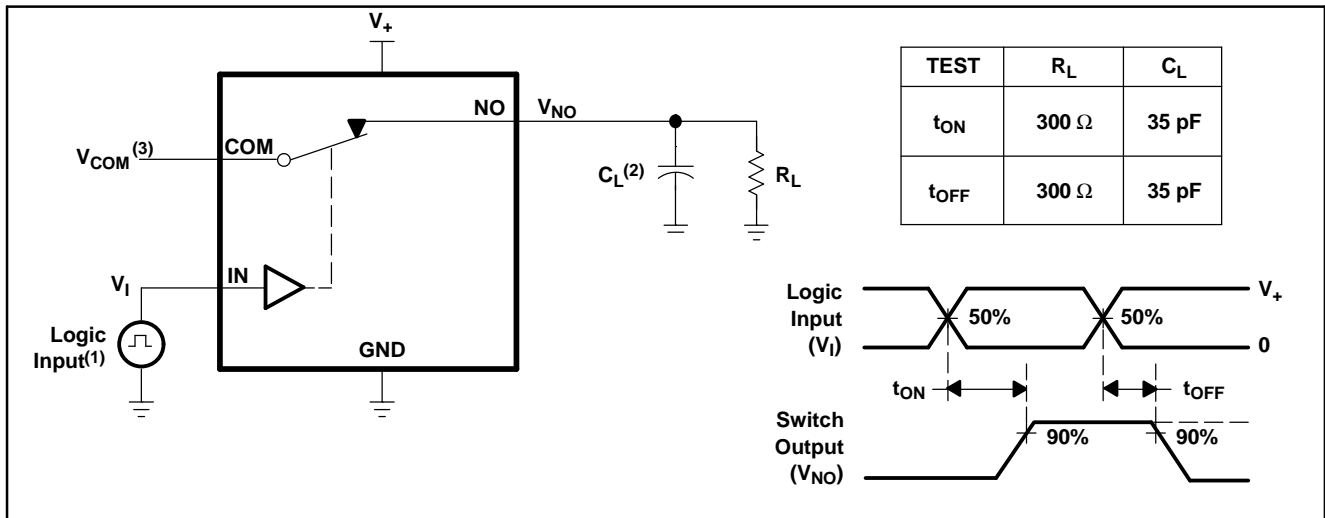 V+
NO
VNO
COM
VCOM(3)
CL(2)
RL
IN
VI
Logic
Input(1)
GND
TEST RL CL
tON 300 Ω 35 pF
tOFF 300 Ω 35 pF
Logic
Input
(VI)
50%
50%
V+
0
tON
tOFF
Switch
Output
(VNO)
90%
90%